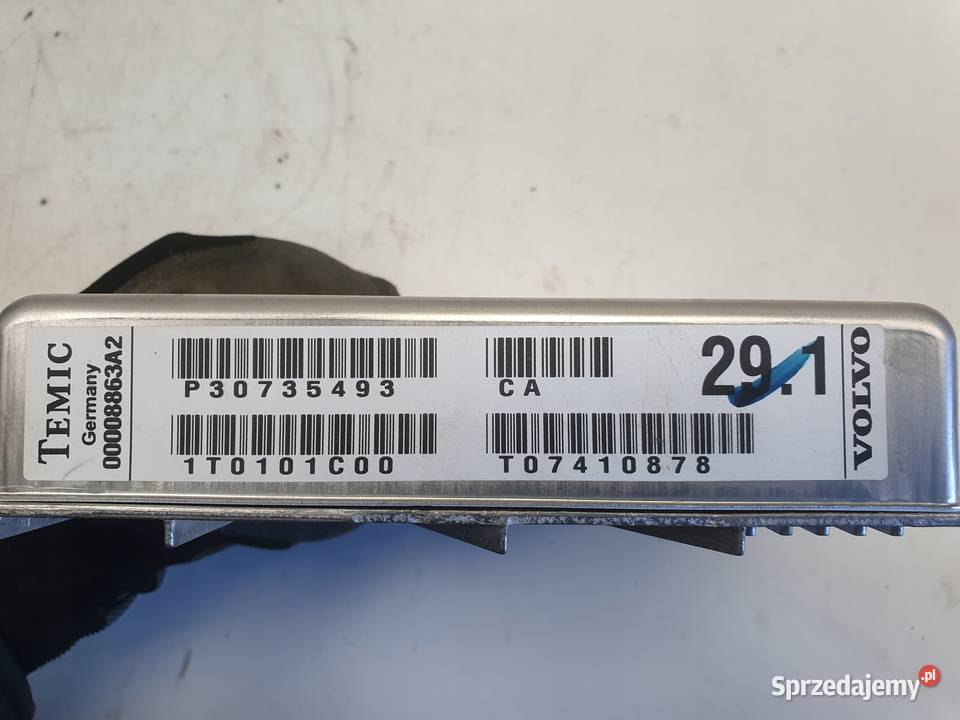 TEMIC
Germany
00008863A2
P30735493
CA
29.1
1T0101C00
T07410878
VOLVO
Sprzedajemy.pl